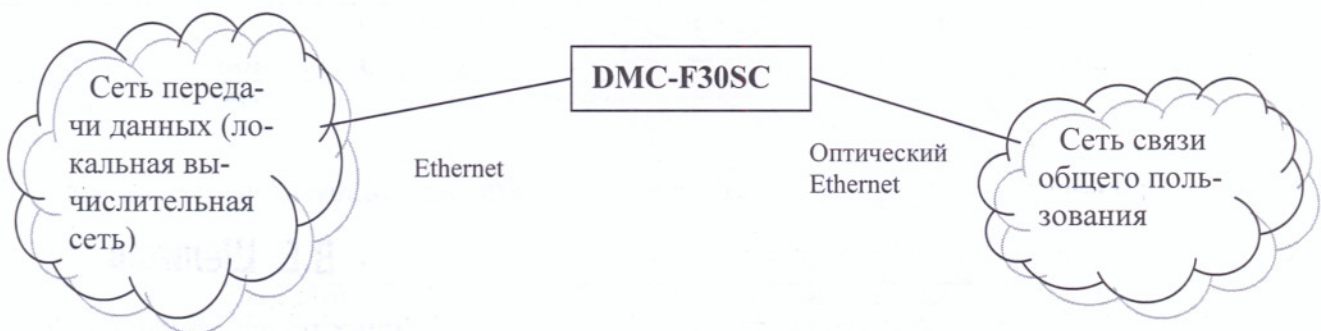 Сеть переда-
чи данных (ло-
кальная вы-
числительная
сеть)
Ethernet
DMC-F30SC
Оптический
Ethernet
Сеть связи
общего поль-
зования